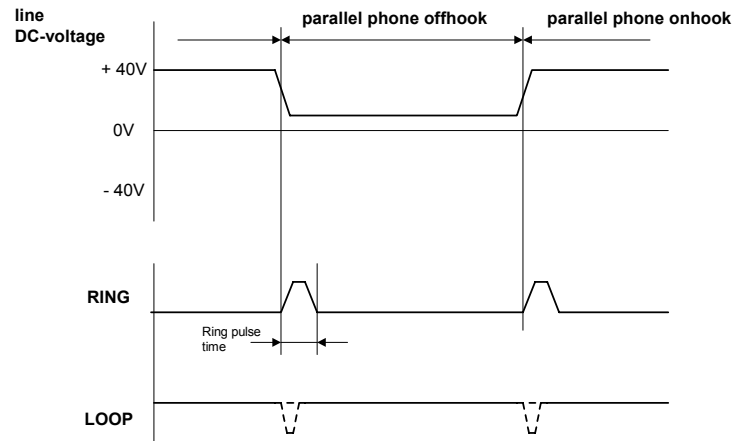 line
DC-voltage
parallel phone offhook
parallel phone onhook
+ 40V
0V
- 40V
RING
Ring pulse
time
LOOP